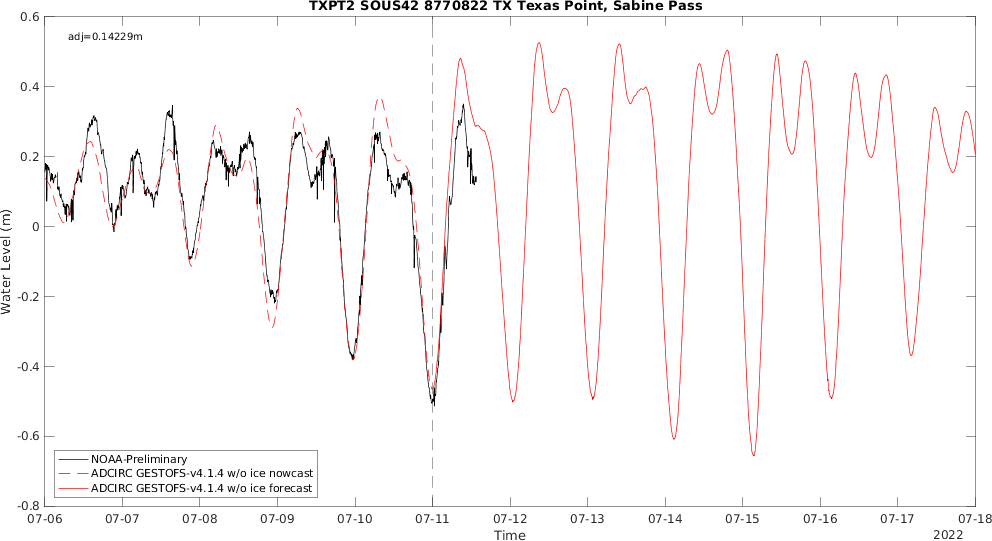 TXPT2 SOUS42 8770822 TX Texas Point, Sabine Pass
adj=0.14229m
0.6
0.4
0.2
0
-0.2
-0.4
-0.6
-0.8
Water Level (m)
NOAA-Preliminary
ADCIRC GESTOFS-v4.1.4 w/o ice nowcast
ADCIRC GESTOFS-v4.1.4 w/o ice forecast
07-06 07-07 07-08 07-09 07-10 07-11 07-12 07-13 07-14 07-15 07-16 07-17 07-18
Time
2022